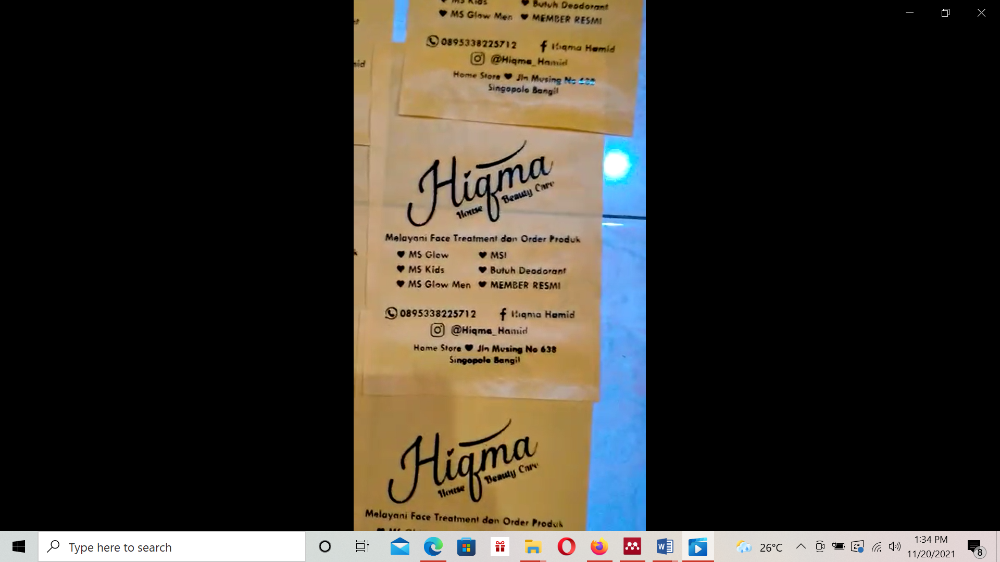 MS Kids ♥ Butuh Deodorant
♥ MS Glow Men ♥ MEMBER RESMI
0895338225712 Hiqma Hamid
@Hiqma_Hamid
Home Store ♥ Jln Musing No 638
Singopolo Bangil
Hiqma
House Beauty Care
Melayani Face Treatment dan Order Produk
♥ MS Glow ♥ MSI
♥ MS Kids ♥ Butuh Deodorant
♥ MS Glow Men ♥ MEMBER RESMI
0895338225712 Hiqma Hamid
@Hiqma_Hamid
Home Store ♥ Jln Musing No 638
Singopolo Bangil
Hiqma
House Beauty Care
Melayani Face Treatment dan Order Produk
Type here to search
26°C
1:34 PM
11/20/2021
8